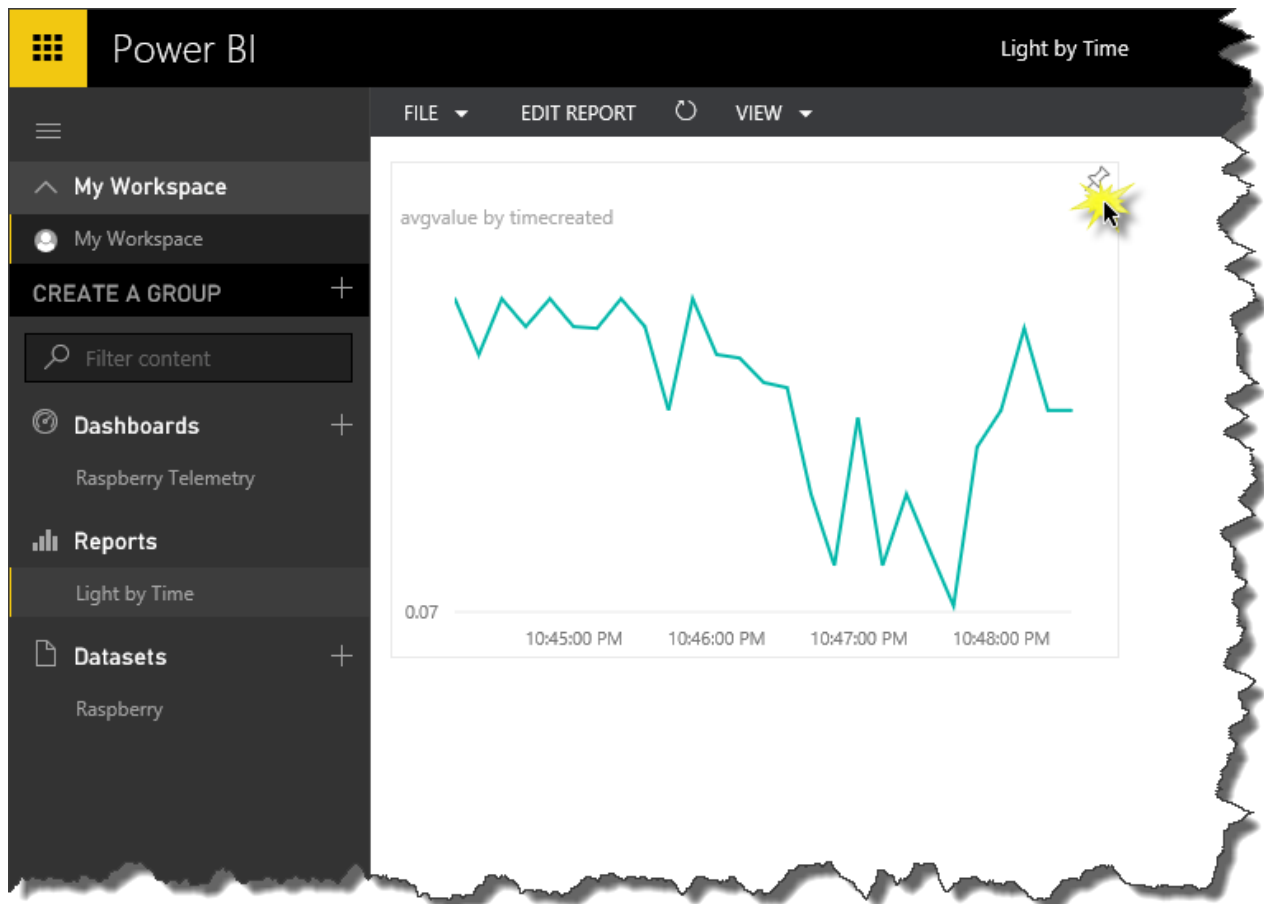 Power BI
Light by Time
FILE EDIT REPORT VIEW
My Workspace
My Workspace
CREATE A GROUP
Filter content
Dashboards
Raspberry Telemetry
Reports
Light by Time
Datasets
Raspberry
avgvalue by timecreated
0.07
10:45:00 PM 10:46:00 PM 10:47:00 PM 10:48:00 PM